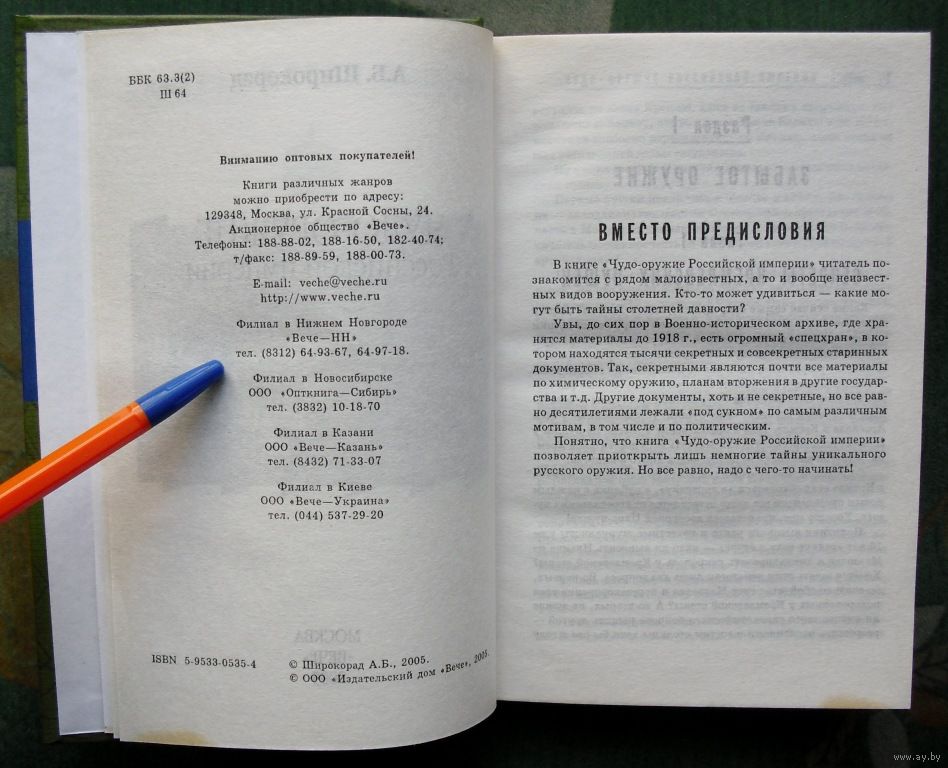 ББК 63.3(2)
Ш 64
Вниманию оптовых покупателей!
Книги различных жанров
можно приобрести по адресу:
129348, Москва, ул. Красной Сосны, 24.
Акционерное общество «Вече».
Телефоны: 188-88-02, 188-16-50, 182-40-74;
т/факс: 188-89-59, 188-00-73.
E-mail: veche@veche.ru
http://www.veche.ru
Филиал в Нижнем Новгороде
«Вече—НН»
тел. (8312) 64-93-67, 64-97-18.
Филиал в Новосибирске
ООО «Опткнига—Сибирь»
тел. (3832) 10-18-70
Филиал в Казани
ООО «Вече—Казань»
тел. (8432) 71-33-07
Филиал в Киеве
ООО «Вече—Украина»
тел. (044) 537-29-20
ISBN 5-9533-0535-4
© Широкорад А.Б., 2005.
© ООО «Издательский дом «Вече», 2005.
ВМЕСТО ПРЕДИСЛОВИЯ
В книге «Чудо-оружие Российской империи» читатель по-
знакомится с рядом малоизвестных, а то и вообще неизвест-
ных видов вооружения. Кто-то может удивиться — какие мо-
гут быть тайны столетней давности?
Увы, до сих пор в Военно-историческом архиве, где хра-
нятся материалы до 1918 г., есть огромный «спецхран», в ко-
тором находятся тысячи секретных и совсекретных старинных
документов. Так, секретными являются почти все материалы
по химическому оружию, планам вторжения в другие государ-
ства и т.д. Другие документы, хоть и не секретные, но все равно
десятилетиями лежали «под сукном» по самым различным
мотивам, в том числе и по политическим.
Понятно, что книга «Чудо-оружие Российской империи»
позволяет приоткрыть лишь немногие тайны уникального
русского оружия. Но все равно, надо с чего-то начинать!
www.ay.by